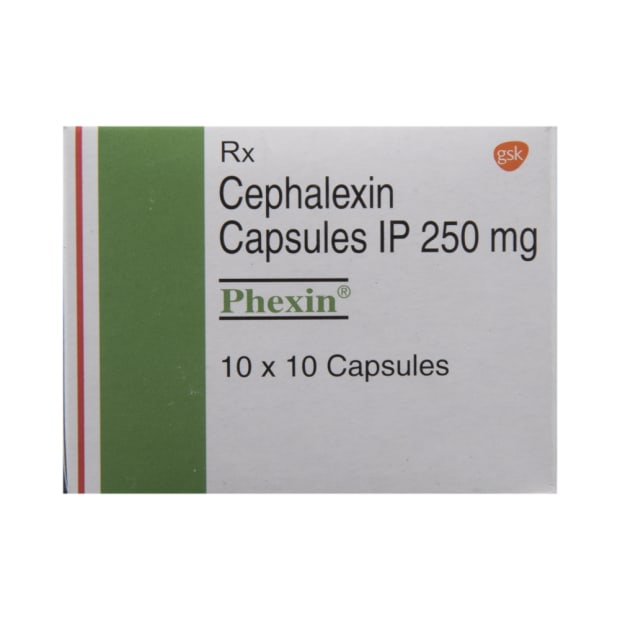 Rx
gsk
Cephalexin
Capsules IP 250 mg
Phexin®
10 x 10 Capsules